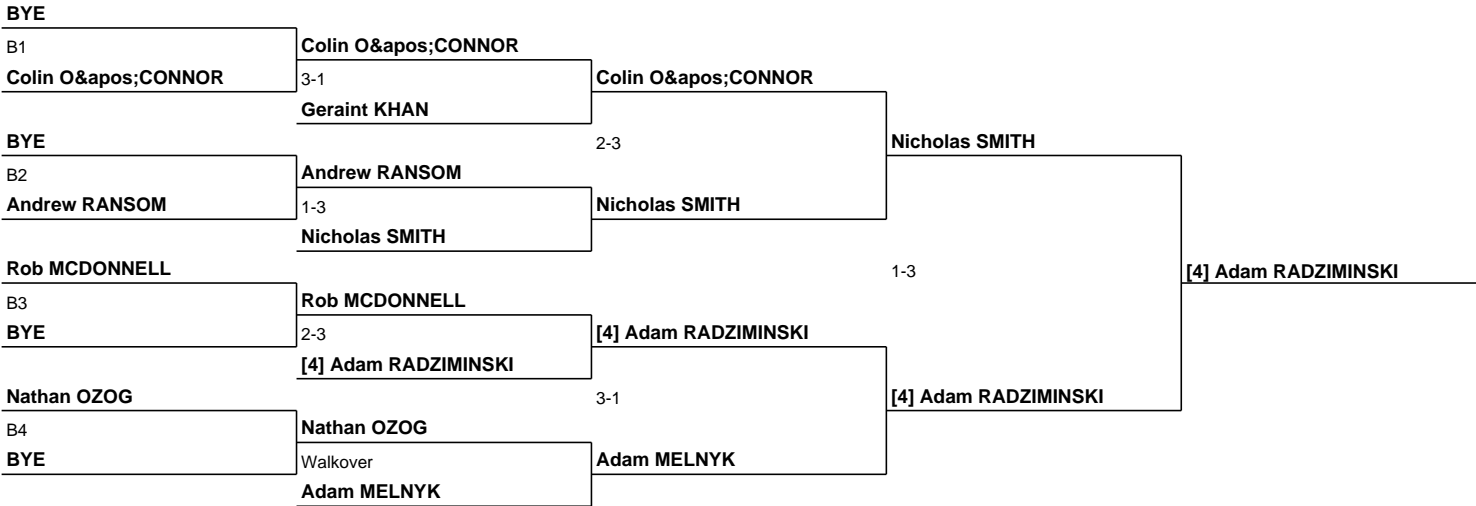 BYE
B1
Colin O&apos;CONNOR
Colin O&apos;CONNOR
3-1
Geraint KHAN
Colin O&apos;CONNOR
BYE
B2
Andrew RANSOM
Andrew RANSOM
1-3
Nicholas SMITH
2-3
Nicholas SMITH
Nicholas SMITH
Rob MCDONNELL
B3
BYE
Rob MCDONNELL
2-3
[4] Adam RADZIMINSKI
[4] Adam RADZIMINSKI
1-3
[4] Adam RADZIMINSKI
Nathan OZOG
B4
BYE
Nathan OZOG
Walkover
Adam MELNYK
3-1
Adam MELNYK
[4] Adam RADZIMINSKI